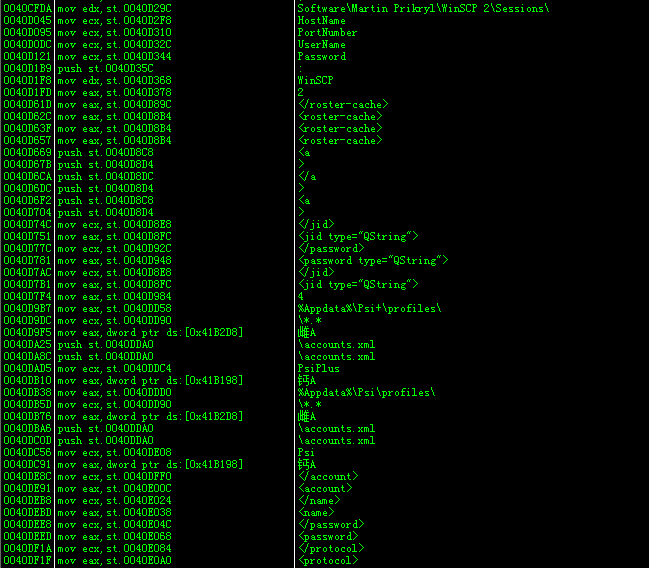 0040CFDA mov edx,st.0040D29C Software\Martin Prikryl\WinSCP 2\Sessions\
0040D045 mov ecx,st.0040D2F8 HostName
0040D095 mov ecx,st.0040D310 PortNumber
0040D0DC mov ecx,st.0040D32C UserName
0040D121 mov ecx,st.0040D344 Password
0040D1B9 push st.0040D35C :
0040D1F8 mov edx,st.0040D368 WinSCP
0040D1FD mov eax,st.0040D378 2
0040D61D mov ecx,st.0040D89C </roster-cache>
0040D62C mov eax,st.0040D8B4 <roster-cache>
0040D63F mov eax,st.0040D8B4 <roster-cache>
0040D657 mov eax,st.0040D8B4 <roster-cache>
0040D669 push st.0040D8C8 <a
0040D67B push st.0040D8D4 >
0040D6CA push st.0040D8DC </a
0040D6DC push st.0040D8D4 >
0040D6F2 push st.0040D8C8 <a
0040D704 push st.0040D8D4 >
0040D74C mov ecx,st.0040D8E8 </jid>
0040D751 mov eax,st.0040D8FC <jid type="QString">
0040D77C mov ecx,st.0040D92C </password>
0040D781 mov eax,st.0040D948 <password type="QString">
0040D7AC mov ecx,st.0040D8E8 </jid>
0040D7B1 mov eax,st.0040D8FC <jid type="QString">
0040D7F4 mov eax,st.0040D984 4
0040D9B7 mov eax,st.0040DD58 %Appdata%\Psi+\profiles\
0040D9DC mov ecx,st.0040DD90 \*.*
0040D9F5 mov eax,dword ptr ds:[0x41B2D8] 雌A
0040DA25 push st.0040DDA0 \accounts.xml
0040DA8C push st.0040DDA0 \accounts.xml
0040DAD5 mov ecx,st.0040DDC4 PsiPlus
0040DB10 mov eax,dword ptr ds:[0x41B198] 钙A
0040DB38 mov eax,st.0040DDD0 %Appdata%\Psi\profiles\
0040DB5D mov ecx,st.0040DD90 \*.*
0040DB76 mov eax,dword ptr ds:[0x41B2D8] 雌A
0040DBA6 push st.0040DDA0 \accounts.xml
0040DC0D push st.0040DDA0 \accounts.xml
0040DC56 mov ecx,st.0040DE08 Psi
0040DC91 mov eax,dword ptr ds:[0x41B198] 钙A
0040DE8C mov ecx,st.0040DFF0 </account>
0040DE91 mov eax,st.0040E00C <account>
0040DEB8 mov ecx,st.0040E024 </name>
0040DEBD mov eax,st.0040E038 <name>
0040DEE8 mov ecx,st.0040E04C </password>
0040DEED mov eax,st.0040E068 <password>
0040DF1A mov ecx,st.0040E084 </protocol>
0040DF1F mov eax,st.0040E0A0 <protocol>